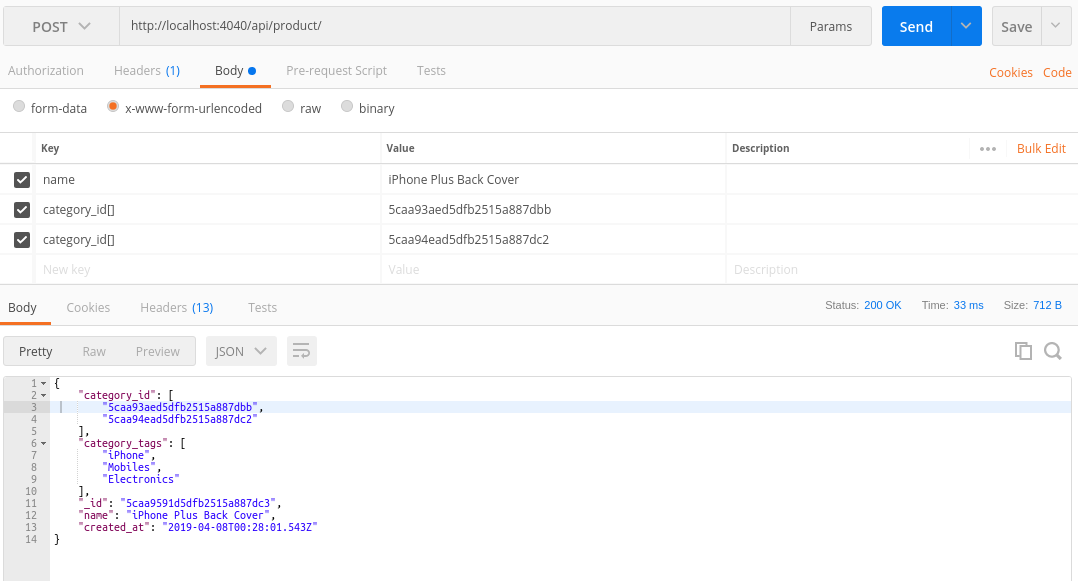 POST http://localhost:4040/api/product/ Params Send Save
Authorization Headers (1) Body Pre-request Script Tests Cookies Code
form-data x-www-form-urlencoded raw binary
Key Value Description ••• Bulk Edit
name iPhone Plus Back Cover
category_id[] 5caa93aed5dfb2515a887dbb
category_id[] 5caa94ead5dfb2515a887dc2
New key Value Description
Body Cookies Headers (13) Tests Status: 200 OK Time: 33 ms Size: 712 B
Pretty Raw Preview JSON
1 {
2 "category_id": [
3 "5caa93aed5dfb2515a887dbb",
4 "5caa94ead5dfb2515a887dc2"
5 ],
6 "category_tags": [
7 "iPhone",
8 "Mobiles",
9 "Electronics"
10 ],
11 "_id": "5caa9591d5dfb2515a887dc3",
12 "name": "iPhone Plus Back Cover",
13 "created_at": "2019-04-08T00:28:01.543Z"
14 }